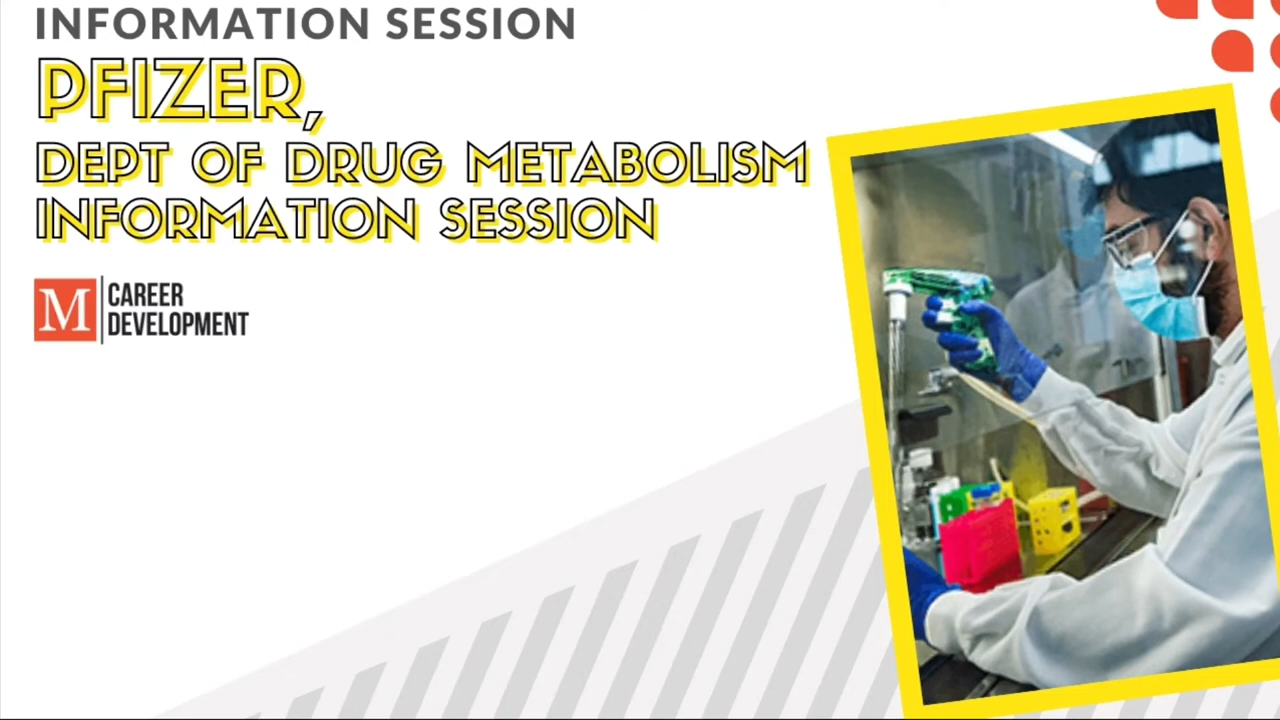 INFORMATION SESSION
PFIZER,
DEPT OF DRUG METABOLISM
INFORMATION SESSION
M CAREER
DEVELOPMENT